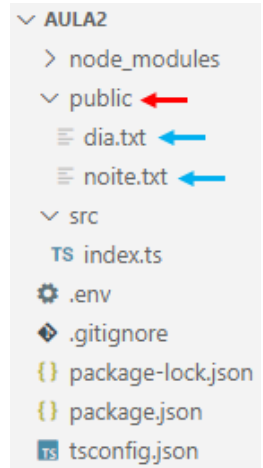 AULA2
node_modules
public
dia.txt
noite.txt
src
TS index.ts
.env
.gitignore
{} package-lock.json
{} package.json
TS tsconfig.json